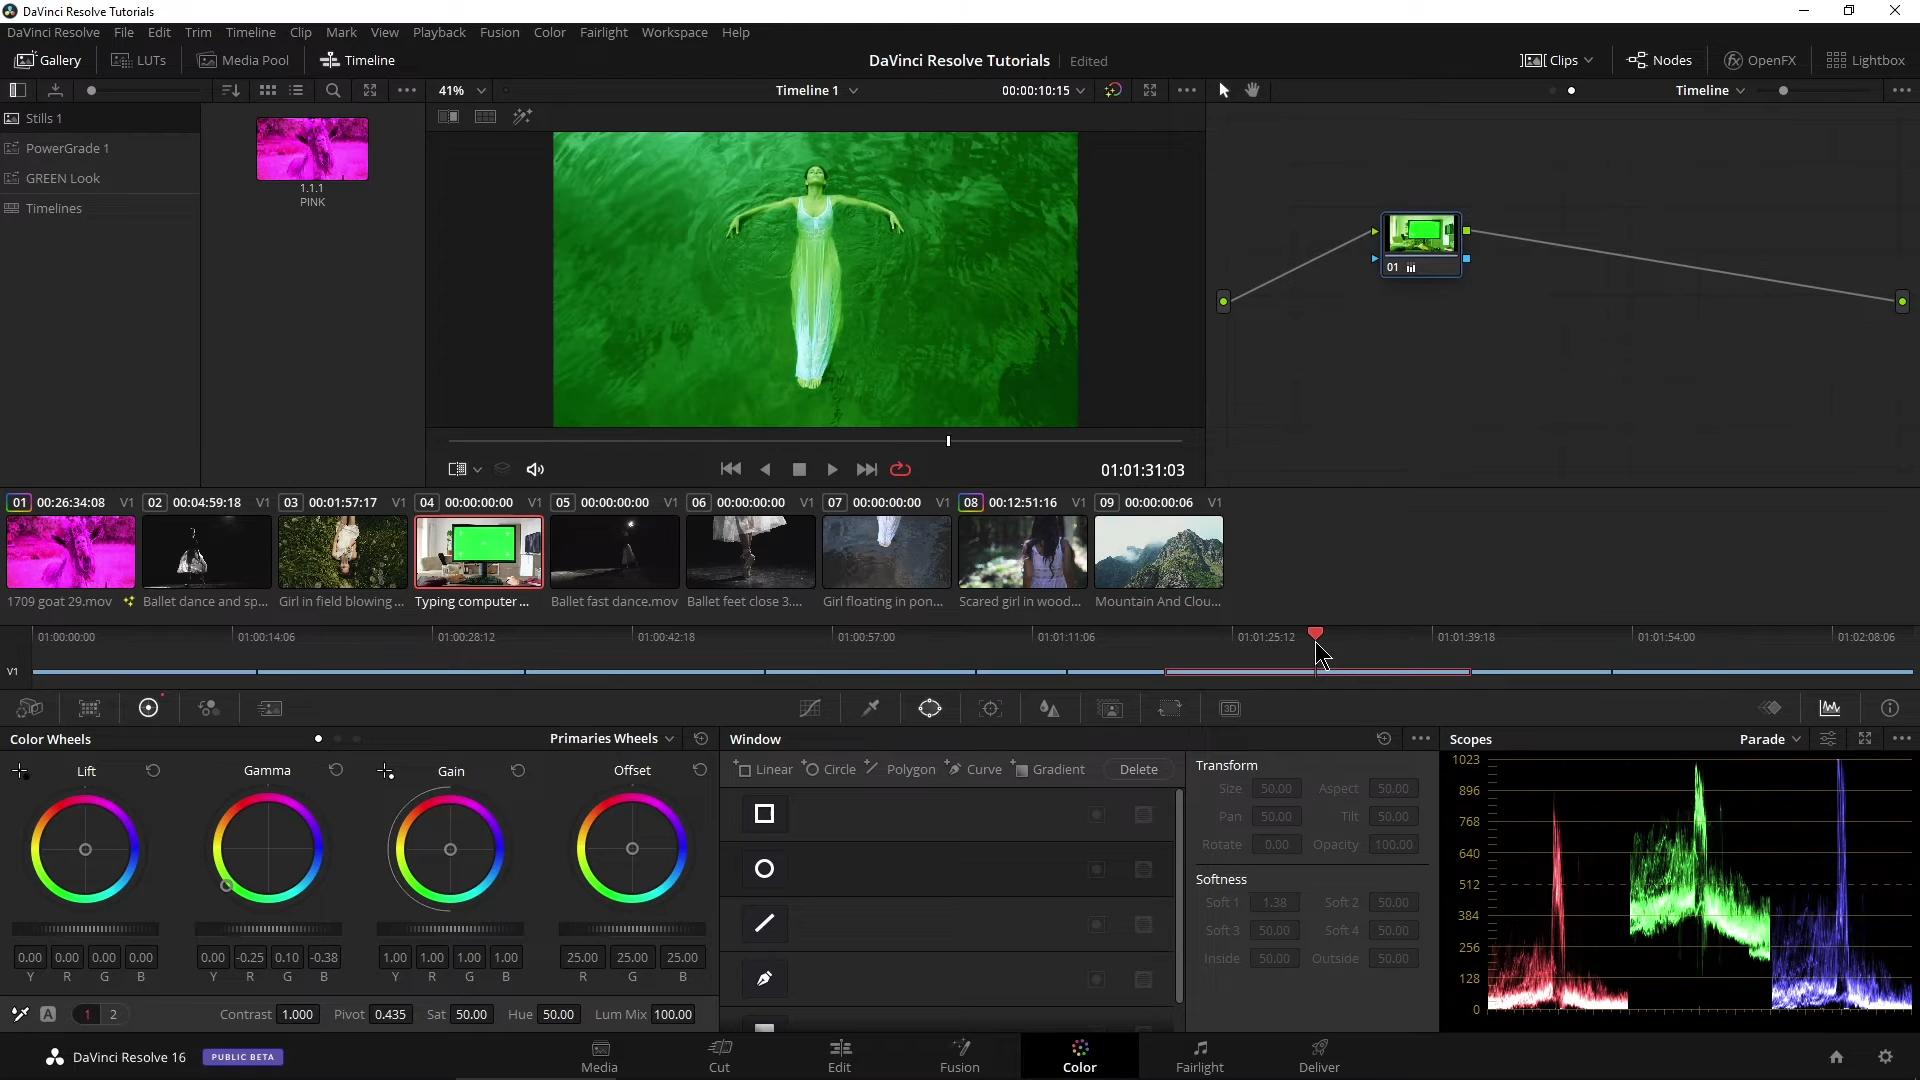 DaVinci Resolve Tutorials
DaVinci Resolve File Edit Trim Timeline Clip Mark View Playback Fusion Color Fairlight Workspace Help
Gallery LUTs Media Pool Timeline DaVinci Resolve Tutorials Edited Clips Nodes OpenFX Lightbox
41% Timeline 1 00:00:10:15 Timeline
Stills 1
PowerGrade 1
GREEN Look
Timelines
1.1.1
PINK
01
01:01:31:03
01 00:26:34:08 V1 02 00:04:59:18 V1 03 00:01:57:17 V1 04 00:00:00:00 V1 05 00:00:00:00 V1 06 00:00:00:00 V1 07 00:00:00:00 V1 08 00:12:51:16 V1 09 00:00:00:06 V1
1709 goat 29.mov Ballet dance and sp... Girl in field blowing ... Typing computer ... Ballet fast dance.mov Ballet feet close 3.... Girl floating in pon... Scared girl in wood... Mountain And Clou...
01:00:00:00 01:00:14:06 01:00:28:12 01:00:42:18 01:00:57:00 01:01:11:06 01:01:25:12 01:01:39:18 01:01:54:00 01:02:08:06
V1
3D
Color Wheels Primaries Wheels
Lift Gamma Gain Offset
0.00 0.00 0.00 0.00 0.00 -0.25 0.10 -0.38 1.00 1.00 1.00 1.00 25.00 25.00 25.00
Y R G B Y R G B Y R G B R G B
A 1 2 Contrast 1.000 Pivot 0.435 Sat 50.00 Hue 50.00 Lum Mix 100.00
Window
Linear Circle Polygon Curve Gradient Delete
Transform
Size 50.00 Aspect 50.00
Pan 50.00 Tilt 50.00
Rotate 0.00 Opacity 100.00
Softness
Soft 1 1.38 Soft 2 50.00
Soft 3 50.00 Soft 4 50.00
Inside 50.00 Outside 50.00
Scopes Parade
1023
896
768
640
512
384
256
128
0
DaVinci Resolve 16 PUBLIC BETA
Media Cut Edit Fusion Color Fairlight Deliver